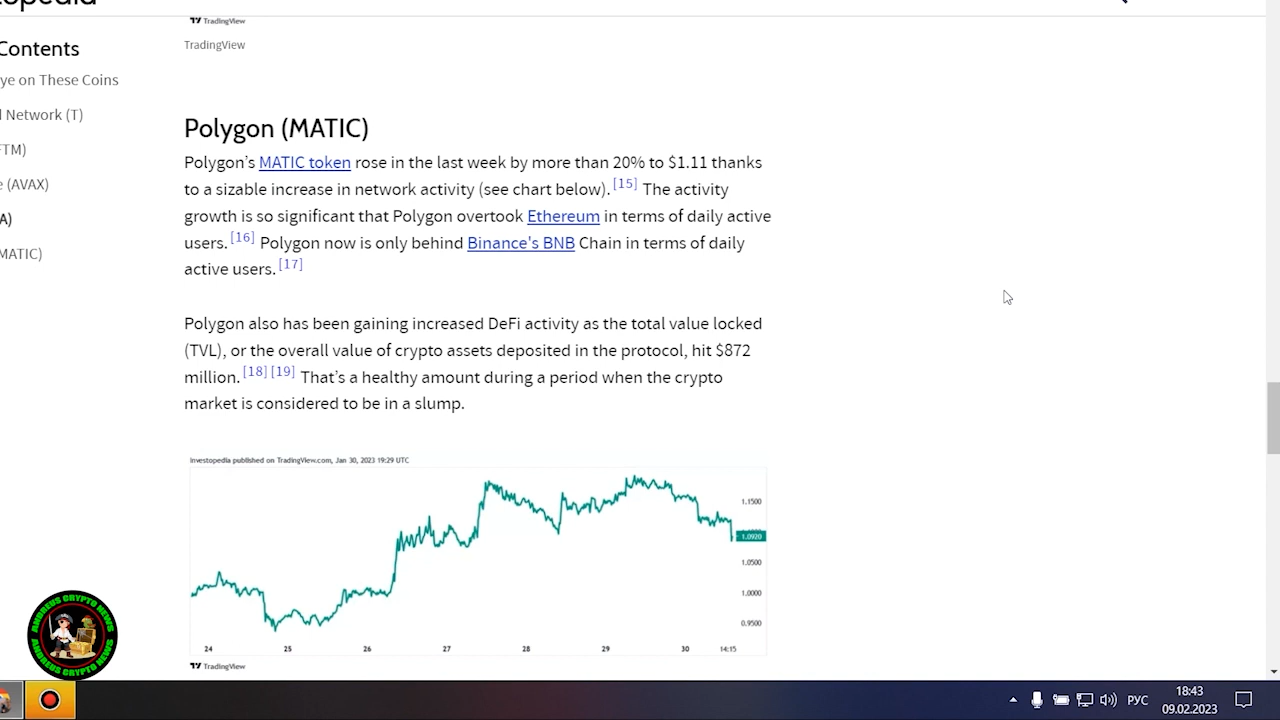 topedia
TradingView
TradingView
Contents
ye on These Coins
l Network (T)
FTM)
e (AVAX)
A)
MATIC)
Polygon (MATIC)
Polygon’s MATIC token rose in the last week by more than 20% to $1.11 thanks
to a sizable increase in network activity (see chart below). [15] The activity
growth is so significant that Polygon overtook Ethereum in terms of daily active
users. [16] Polygon now is only behind Binance's BNB Chain in terms of daily
active users. [17]
Polygon also has been gaining increased DeFi activity as the total value locked
(TVL), or the overall value of crypto assets deposited in the protocol, hit $872
million. [18] [19] That’s a healthy amount during a period when the crypto
market is considered to be in a slump.
Investopedia published on TradingView.com, Jan 30, 2023 19:29 UTC
1.1500
1.0920
1.0500
1.0000
0.9500
24 25 26 27 28 29 30 14:15
TradingView
ANDREUS CRYPTO NEWS
ANDREUS CRYPTO NEWS
РУС
18:43
09.02.2023